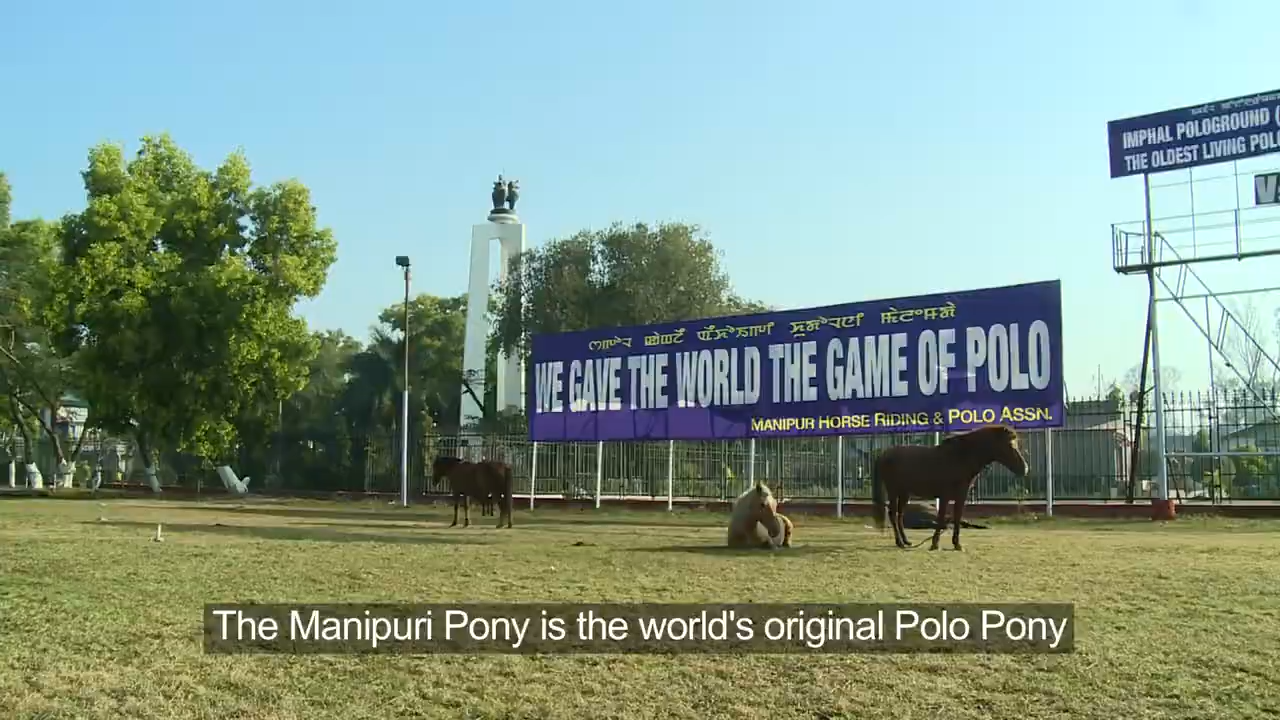 IMPHAL POLOGROUND (
THE OLDEST LIVING POL
WE GAVE THE WORLD THE GAME OF POLO
MANIPUR HORSE RIDING & POLO ASSN.
The Manipuri Pony is the world's original Polo Pony